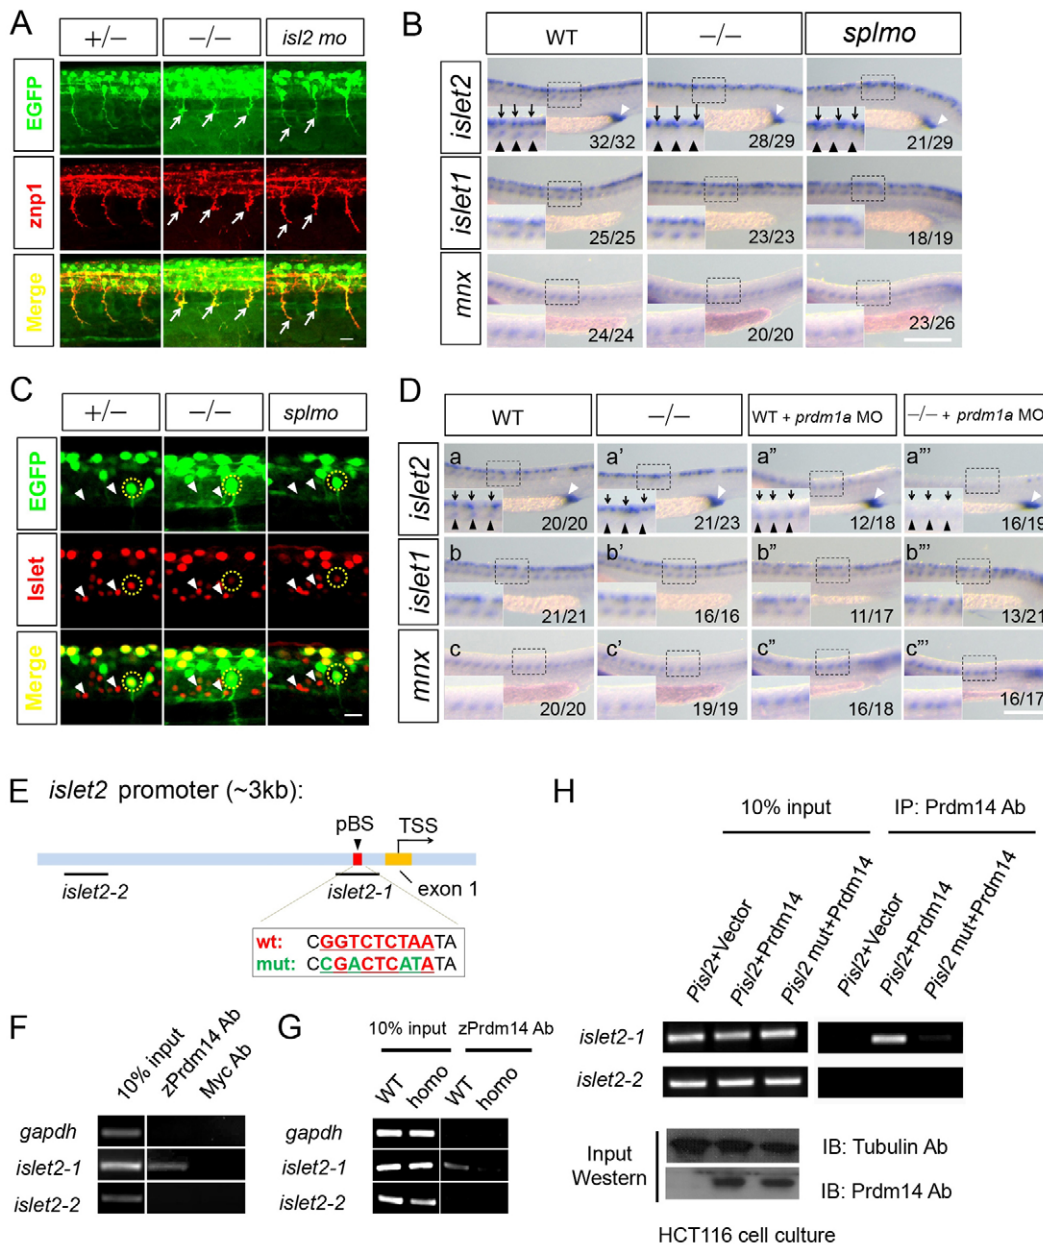 A
+/−
−/−
isl2 mo
EGFP
znp1
Merge
B
WT
−/−
splmo
islet2
32/32
28/29
21/29
islet1
25/25
23/23
18/19
mnx
24/24
20/20
23/26
C
+/−
−/−
splmo
EGFP
Islet
Merge
D
WT
−/−
WT + prdm1a MO
−/− + prdm1a MO
islet2
a
a'
a''
a'''
20/20
21/23
12/18
16/19
islet1
b
b'
b''
b'''
21/21
16/16
11/17
13/21
mnx
c
c'
c''
c'''
20/20
19/19
16/18
16/17
E
islet2 promoter (~3kb):
pBS
TSS
islet2-2
islet2-1
exon 1
wt: CGGTCTCTAATA
mut: CCGACTCATATA
F
10% input
zPrdm14 Ab
Myc Ab
gapdh
islet2-1
islet2-2
G
10% input
zPrdm14 Ab
WT
homo
WT
homo
gapdh
islet2-1
islet2-2
H
10% input
IP: Prdm14 Ab
Pisl2+Vector
Pisl2+Prdm14
Pisl2 mut+Prdm14
Pisl2+Vector
Pisl2+Prdm14
Pisl2 mut+Prdm14
islet2-1
islet2-2
Input
Western
IB: Tubulin Ab
IB: Prdm14 Ab
HCT116 cell culture